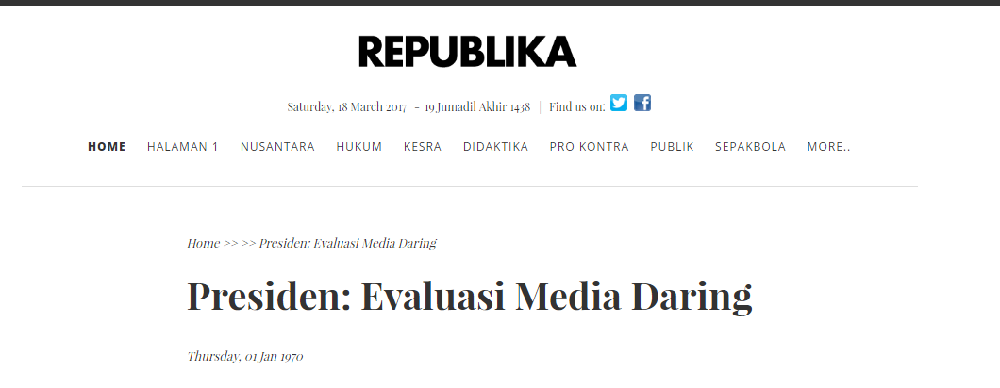 REPUBLIKA
Saturday, 18 March 2017 - 19 Jumadil Akhir 1438 | Find us on:
HOME HALAMAN 1 NUSANTARA HUKUM KESRA DIDAKTIKA PRO KONTRA PUBLIK SEPAKBOLA MORE..
Home >> >> Presiden: Evaluasi Media Daring
Presiden: Evaluasi Media Daring
Thursday, 01 Jan 1970